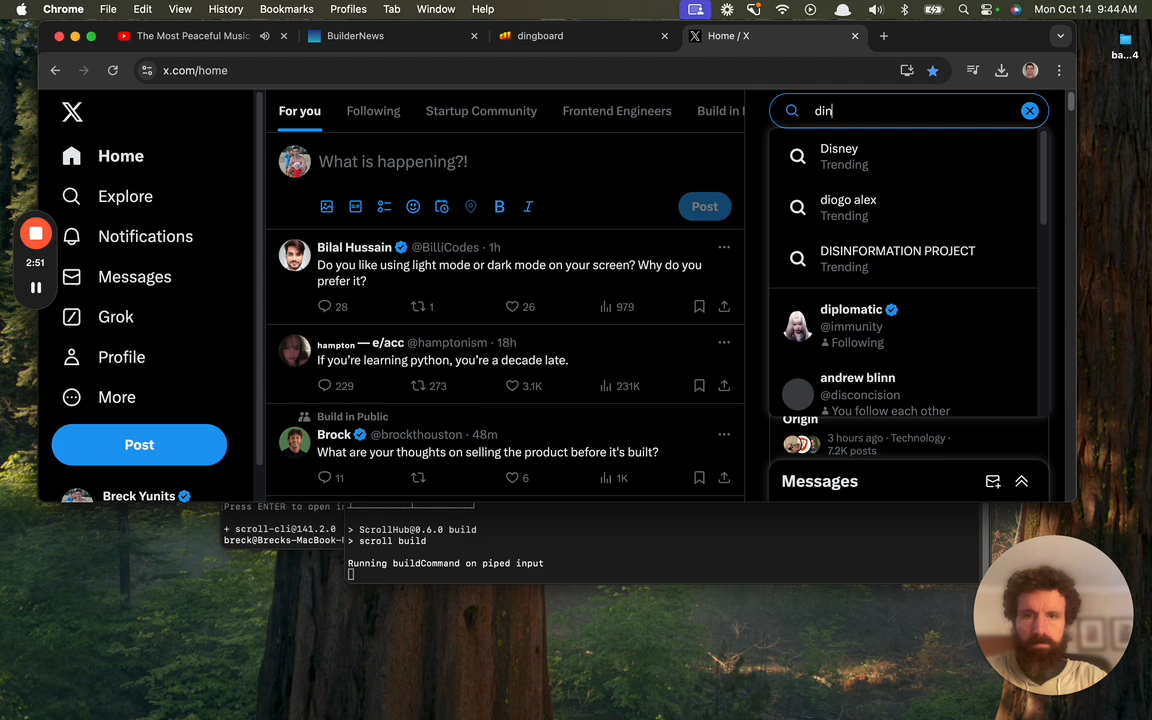 Chrome File Edit View History Bookmarks Profiles Tab Window Help
Mon Oct 14 9:44 AM
ba...4
The Most Peaceful Music
BuilderNews
dingboard
Home / X
x.com/home
Home
Explore
Notifications
Messages
Grok
Profile
More
Post
Breck Yunits
2:51
For you Following Startup Community Frontend Engineers Build in
What is happening?!
Post
Bilal Hussain @BilliCodes · 1h
Do you like using light mode or dark mode on your screen? Why do you
prefer it?
28 1 26 979
hampton — e/acc @hamptonism · 18h
If you're learning python, you're a decade late.
229 273 3.1K 231K
Build in Public
Brock @brockthouston · 48m
What are your thoughts on selling the product before it's built?
11 6 1K
din
Disney
Trending
diogo alex
Trending
DISINFORMATION PROJECT
Trending
diplomatic
@immunity
Following
andrew blinn
@disconcision
You follow each other
Origin
3 hours ago · Technology ·
7.2K posts
Messages
Press ENTER to open in
+ scroll-cli@141.2.0
breck@Brecks-MacBook-
> ScrollHub@0.6.0 build
> scroll build
Running buildCommand on piped input